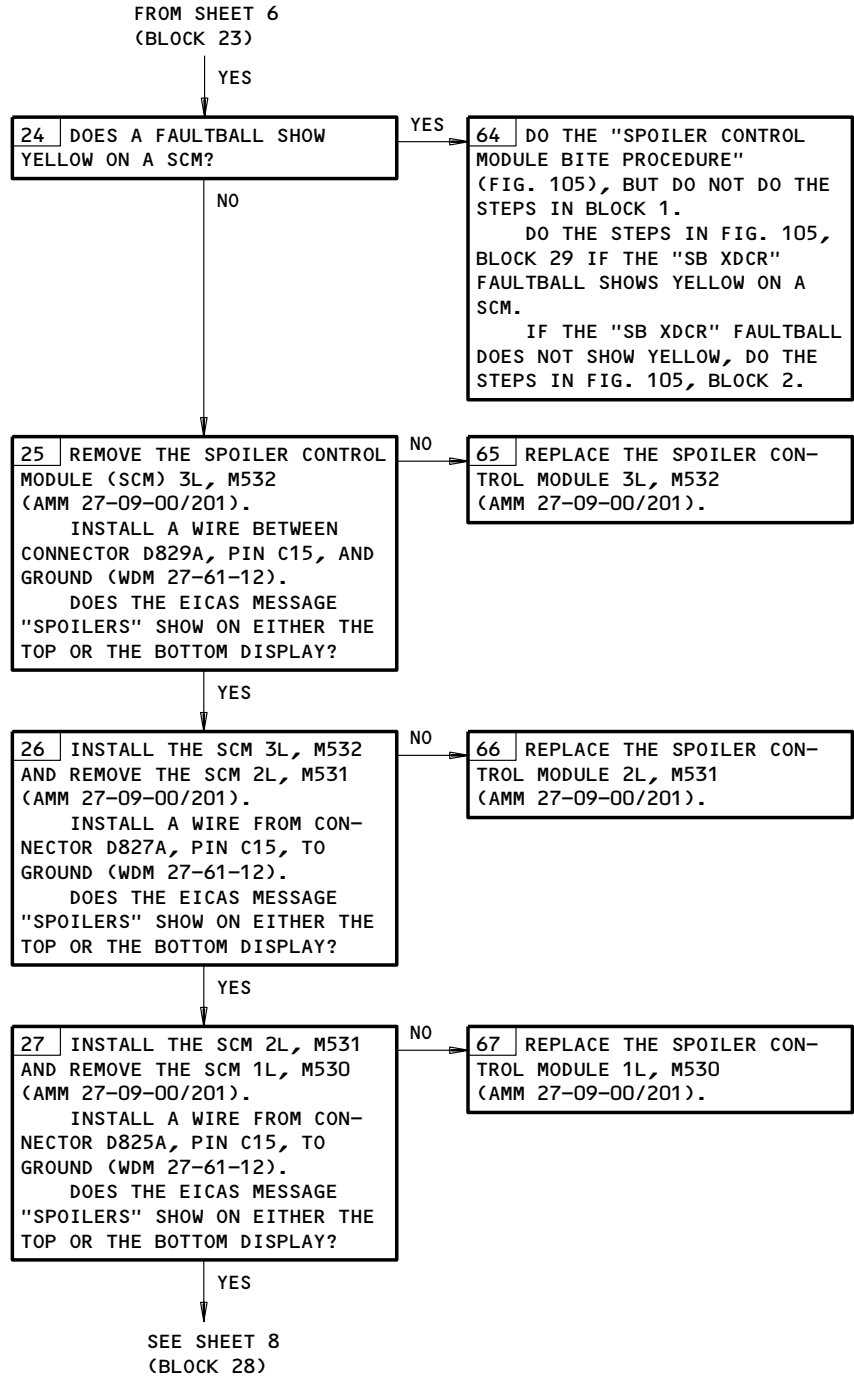 FROM SHEET 6
(BLOCK 23)
YES
24 DOES A FAULTBALL SHOW
YELLOW ON A SCM?
YES
64 DO THE "SPOILER CONTROL
MODULE BITE PROCEDURE"
(FIG. 105), BUT DO NOT DO THE
STEPS IN BLOCK 1.
DO THE STEPS IN FIG. 105,
BLOCK 29 IF THE "SB XDCR"
FAULTBALL SHOWS YELLOW ON A
SCM.
IF THE "SB XDCR" FAULTBALL
DOES NOT SHOW YELLOW, DO THE
STEPS IN FIG. 105, BLOCK 2.
NO
25 REMOVE THE SPOILER CONTROL
MODULE (SCM) 3L, M532
(AMM 27-09-00/201).
INSTALL A WIRE BETWEEN
CONNECTOR D829A, PIN C15, AND
GROUND (WDM 27-61-12).
DOES THE EICAS MESSAGE
"SPOILERS" SHOW ON EITHER THE
TOP OR THE BOTTOM DISPLAY?
NO
65 REPLACE THE SPOILER CON-
TROL MODULE 3L, M532
(AMM 27-09-00/201).
YES
26 INSTALL THE SCM 3L, M532
AND REMOVE THE SCM 2L, M531
(AMM 27-09-00/201).
INSTALL A WIRE FROM CON-
NECTOR D827A, PIN C15, TO
GROUND (WDM 27-61-12).
DOES THE EICAS MESSAGE
"SPOILERS" SHOW ON EITHER THE
TOP OR THE BOTTOM DISPLAY?
NO
66 REPLACE THE SPOILER CON-
TROL MODULE 2L, M531
(AMM 27-09-00/201).
YES
27 INSTALL THE SCM 2L, M531
AND REMOVE THE SCM 1L, M530
(AMM 27-09-00/201).
INSTALL A WIRE FROM CON-
NECTOR D825A, PIN C15, TO
GROUND (WDM 27-61-12).
DOES THE EICAS MESSAGE
"SPOILERS" SHOW ON EITHER THE
TOP OR THE BOTTOM DISPLAY?
NO
67 REPLACE THE SPOILER CON-
TROL MODULE 1L, M530
(AMM 27-09-00/201).
YES
SEE SHEET 8
(BLOCK 28)